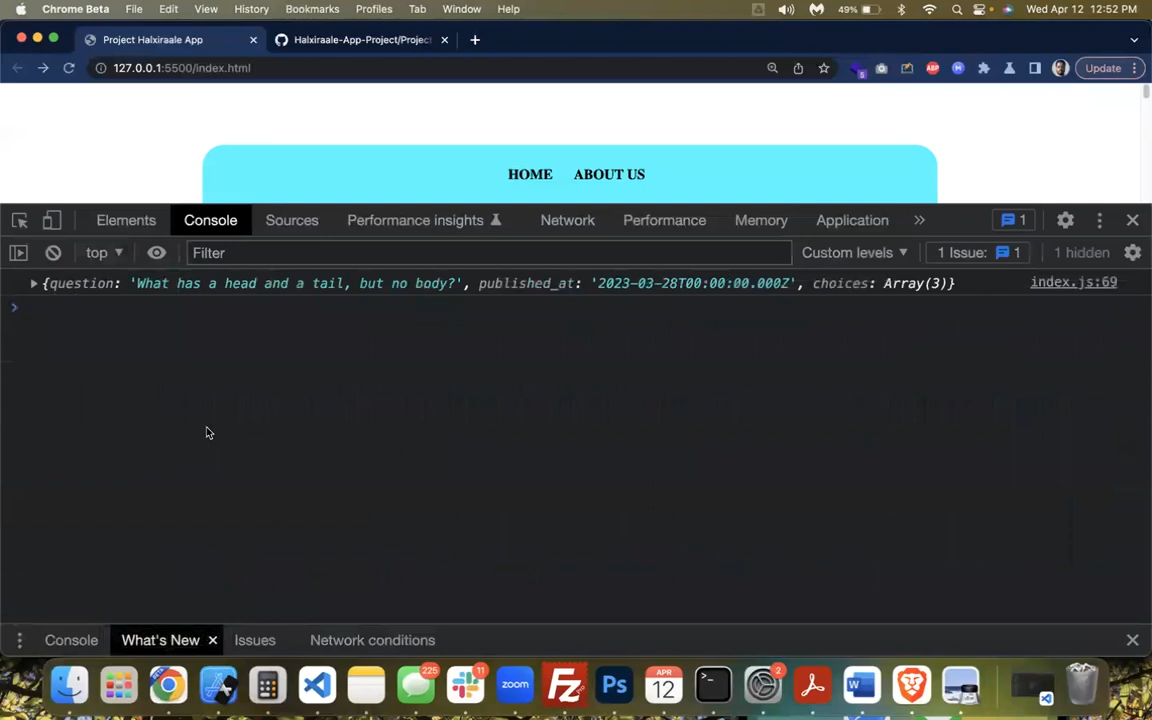 Chrome Beta File Edit View History Bookmarks Profiles Tab Window Help 49% Wed Apr 12 12:52 PM
Project Halxiraale App Halxiraale-App-Project/Project
127.0.0.1:5500/index.html 5 ABP M Update
HOME ABOUT US
Elements Console Sources Performance insights Network Performance Memory Application 1
top Filter Custom levels 1 Issue: 1 1 hidden
{question: 'What has a head and a tail, but no body?', published_at: '2023-03-28T00:00:00.000Z', choices: Array(3)} index.js:69
Console What's New Issues Network conditions
225 11 2
zoom Fz Ps APR 12 W